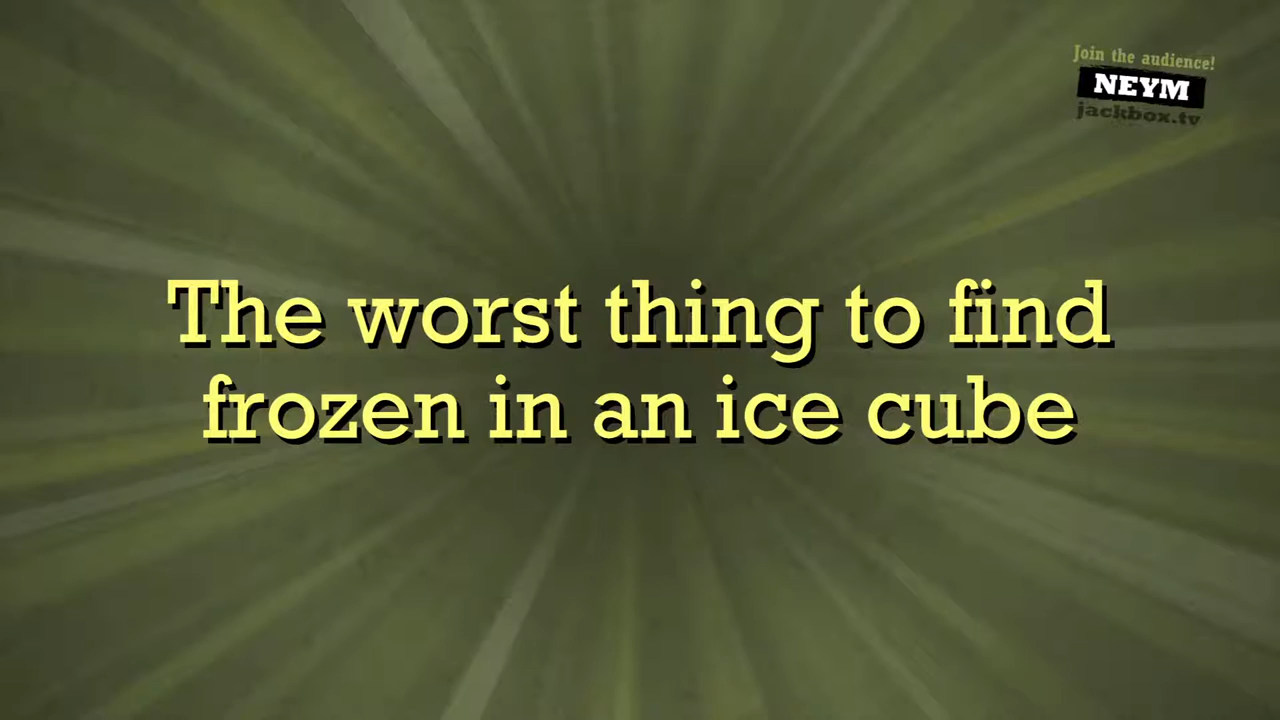 Join the audience!
NEYM
jackbox.tv
The worst thing to find
frozen in an ice cube